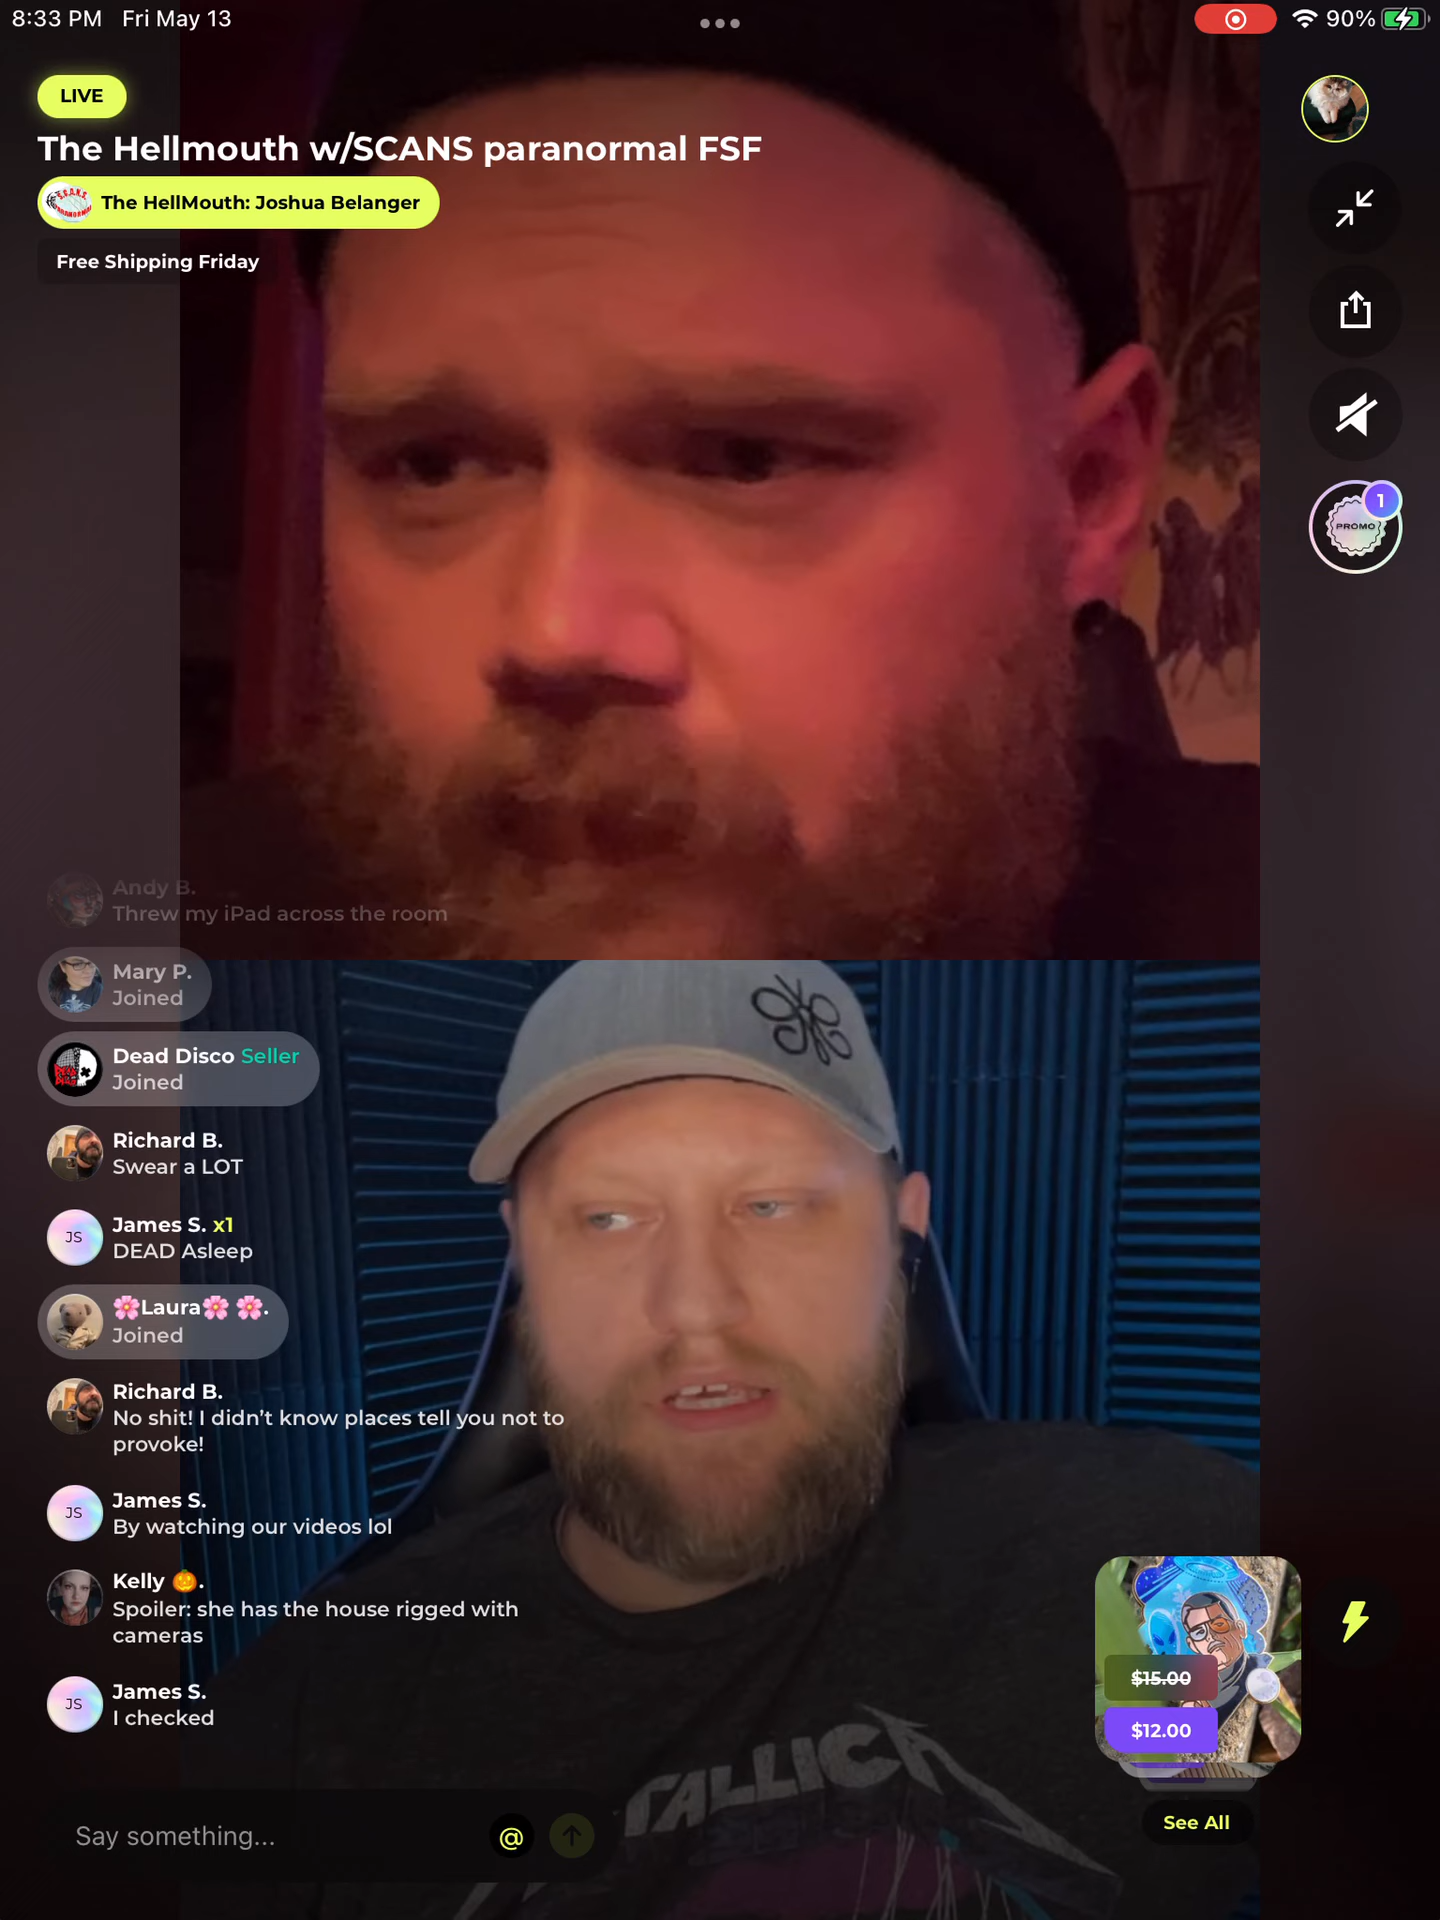 8:33 PM Fri May 13
90%
LIVE
The Hellmouth w/SCANS paranormal FSF
The HellMouth: Joshua Belanger
Free Shipping Friday
PROMO
1
Andy B.
Threw my iPad across the room
Mary P.
Joined
Dead Disco Seller
Joined
Richard B.
Swear a LOT
JS
James S. x1
DEAD Asleep
🌸Laura🌸 🌸.
Joined
Richard B.
No shit! I didn’t know places tell you not to
provoke!
JS
James S.
By watching our videos lol
Kelly 🎃.
Spoiler: she has the house rigged with
cameras
JS
James S.
I checked
TALLICA
$15.00
$12.00
See All
Say something...
@